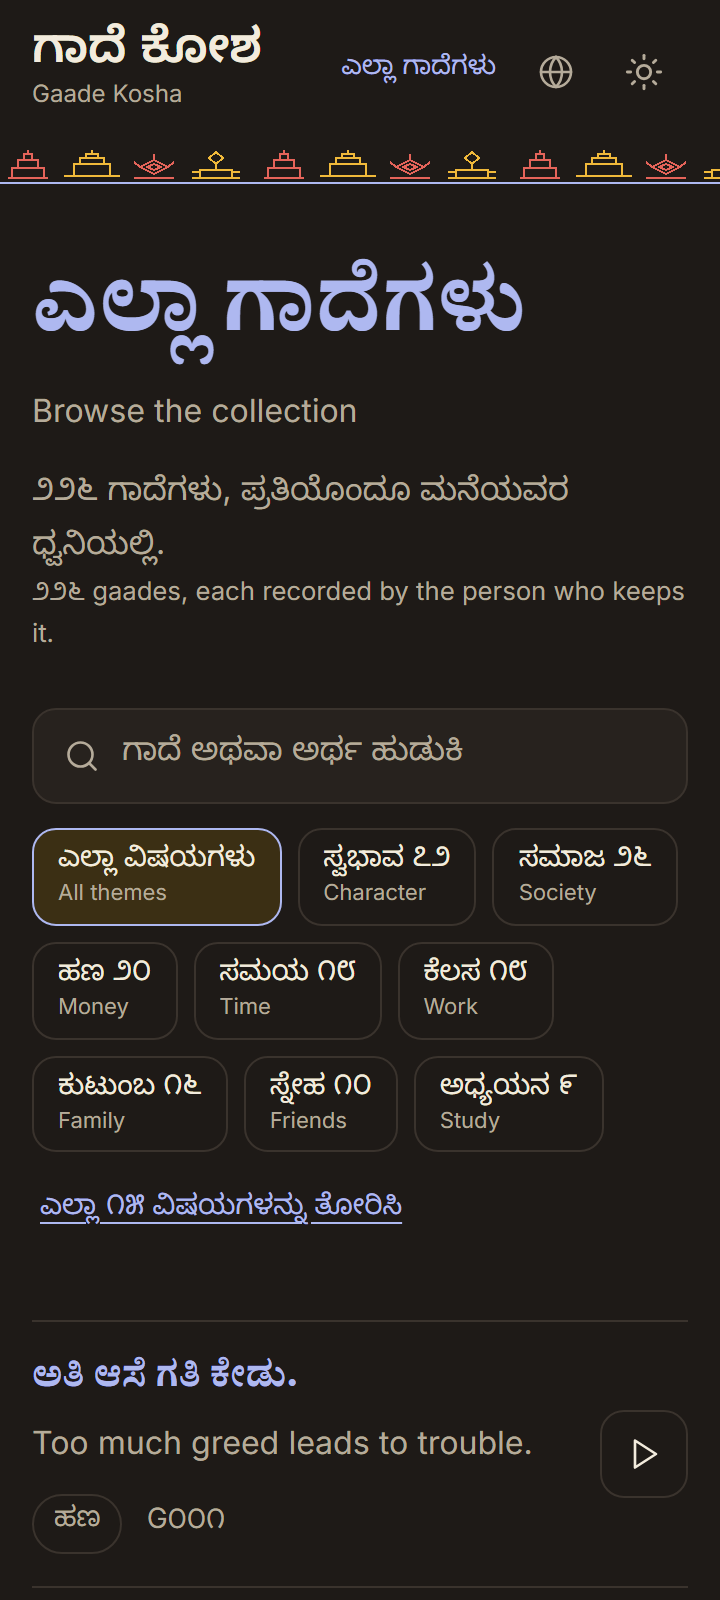 ಗಾದೆ ಕೋಶ
Gaade Kosha
ಎಲ್ಲಾ ಗಾದೆಗಳು
ಎಲ್ಲಾ ಗಾದೆಗಳು
Browse the collection
೨೨೬ ಗಾದೆಗಳು, ಪ್ರತಿಯೊಂದೂ ಮನೆಯವರ
ಧ್ವನಿಯಲ್ಲಿ.
೨೨೬ gaades, each recorded by the person who keeps
it.
ಗಾದೆ ಅಥವಾ ಅರ್ಥ ಹುಡುಕಿ
ಎಲ್ಲಾ ವಿಷಯಗಳು
All themes
ಸ್ವಭಾವ ೭೨
Character
ಸಮಾಜ ೨೬
Society
ಹಣ ೨೦
Money
ಸಮಯ ೧೮
Time
ಕೆಲಸ ೧೮
Work
ಕುಟುಂಬ ೧೬
Family
ಸ್ನೇಹ ೧೦
Friends
ಅಧ್ಯಯನ ೯
Study
ಎಲ್ಲಾ ೧೫ ವಿಷಯಗಳನ್ನು ತೋರಿಸಿ
ಅತಿ ಆಸೆ ಗತಿ ಕೇಡು.
Too much greed leads to trouble.
ಹಣ
G೦೦೧